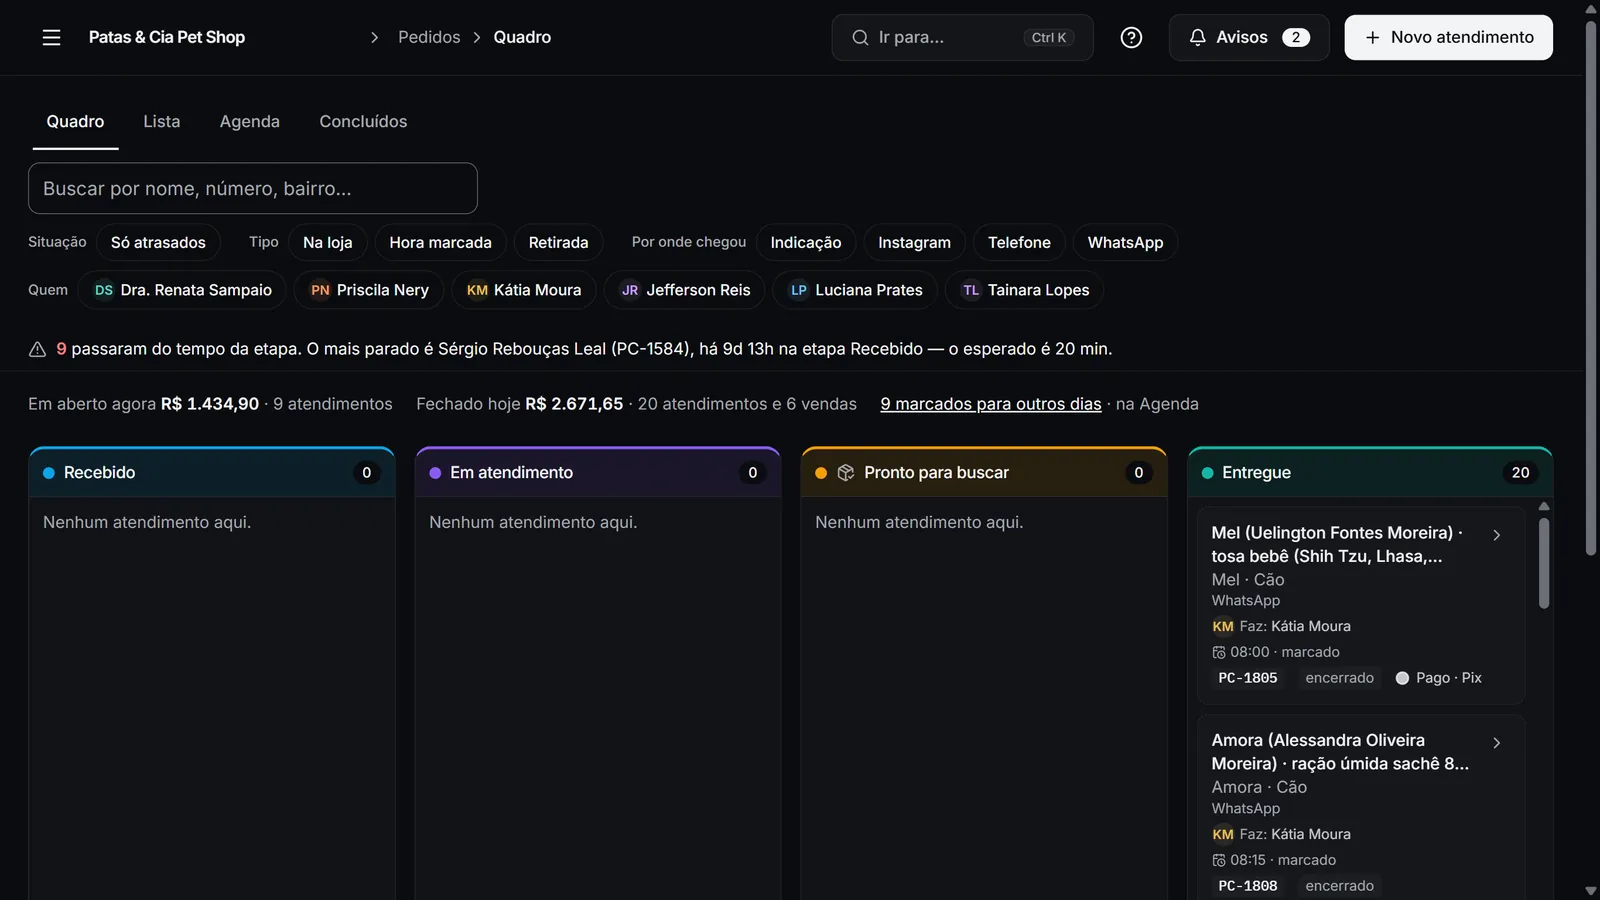 Patas & Cia Pet Shop
Pedidos
Quadro
Ir para...
Ctrl K
Avisos 2
Novo atendimento
Quadro
Lista
Agenda
Concluídos
Buscar por nome, número, bairro...
Situação Só atrasados Tipo Na loja Hora marcada Retirada Por onde chegou Indicação Instagram Telefone WhatsApp
Quem DS Dra. Renata Sampaio PN Priscila Nery KM Kátia Moura JR Jefferson Reis LP Luciana Prates TL Tainara Lopes
9 passaram do tempo da etapa. O mais parado é Sérgio Rebouças Leal (PC-1584), há 9d 13h na etapa Recebido — o esperado é 20 min.
Em aberto agora R$ 1.434,90 · 9 atendimentos Fechado hoje R$ 2.671,65 · 20 atendimentos e 6 vendas 9 marcados para outros dias · na Agenda
Recebido 0
Nenhum atendimento aqui.
Em atendimento 0
Nenhum atendimento aqui.
Pronto para buscar 0
Nenhum atendimento aqui.
Entregue 20
Mel (Uelington Fontes Moreira) ·
tosa bebê (Shih Tzu, Lhasa,...
Mel · Cão
WhatsApp
KM Faz: Kátia Moura
08:00 · marcado
PC-1805 encerrado Pago · Pix
Amora (Alessandra Oliveira
Moreira) · ração úmida sachê 8...
Amora · Cão
WhatsApp
KM Faz: Kátia Moura
08:15 · marcado
PC-1808 encerrado